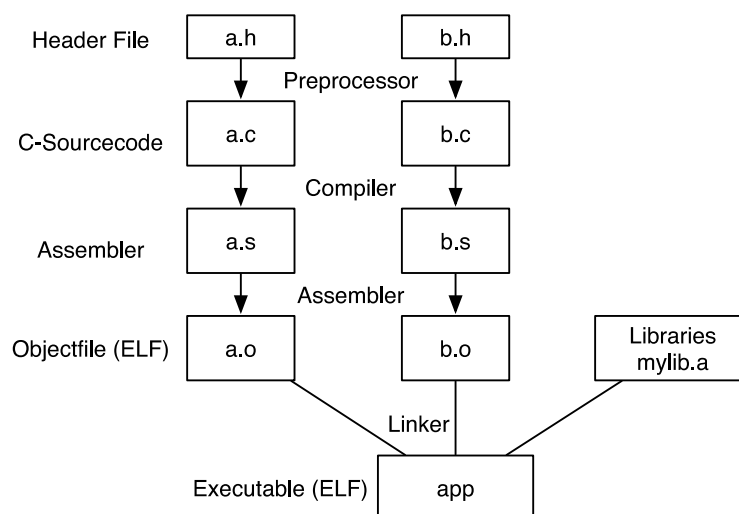 Header File
a.h
b.h
Preprocessor
C-Sourcecode
a.c
b.c
Compiler
Assembler
a.s
b.s
Assembler
Objectfile (ELF)
a.o
b.o
Libraries
mylib.a
Linker
Executable (ELF)
app